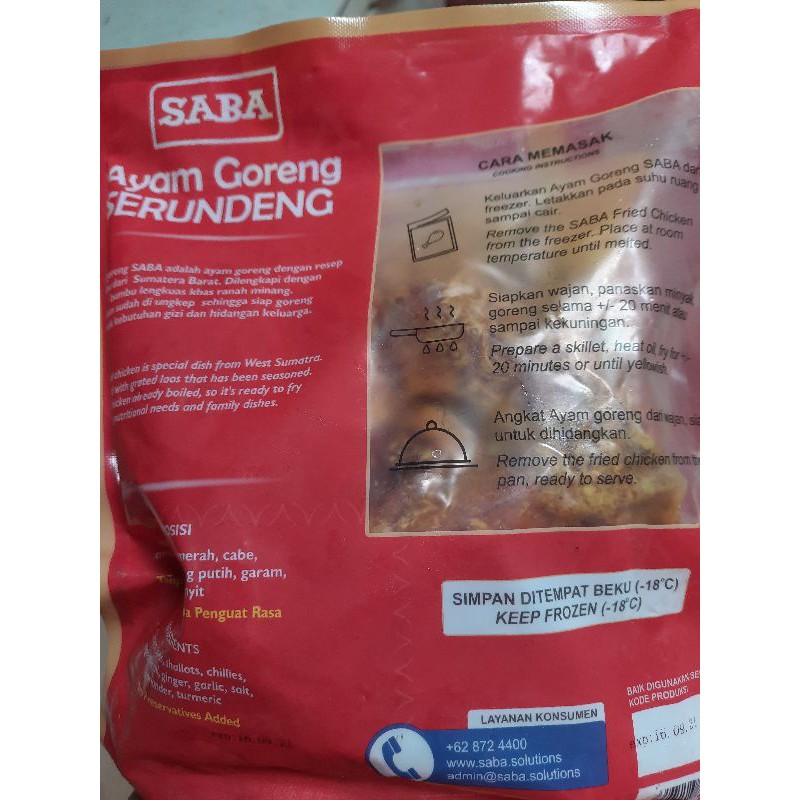 SABA
Ayam Goreng
SERUNDENG
SABA adalah ayam goreng dengan resep
dari Sumatera Barat. Dilengkapi dengan
bumbu lengkuas khas ranah minang.
sudah di ungkep sehingga siap goreng
kebutuhan gizi dan hidangan keluarga.
chicken is special dish from West Sumatra.
with grated laos that has been seasoned.
already boiled, so it's ready to fry
nutritional needs and family dishes.
merah, cabe,
putih, garam,
Penguat Rasa
shallots, chillies,
ginger, garlic, salt,
turmeric
Added
exp:16.09.
CARA MEMASAK
COOKING INSTRUCTIONS
Keluarkan Ayam Goreng SABA dari
freezer. Letakkan pada suhu ruang
sampai cair.
Remove the SABA Fried Chicken
from the freezer. Place at room
temperature until melted.
Siapkan wajan, panaskan minyak
goreng selama +/- 20 menit atau
sampai kekuningan.
Prepare a skillet, heat oil, fry for +/-
20 minutes or until yellowish.
Angkat Ayam goreng dari wajan,
untuk dihidangkan.
Remove the fried chicken from the
pan, ready to serve.
SIMPAN DITEMPAT BEKU (-18°C)
KEEP FROZEN (-18°C)
BAIK DIGUNAKAN
KODE PRODUKSI
exp:16.09.
LAYANAN KONSUMEN
+62 872 4400
www.saba.solutions
admin@saba.solutions